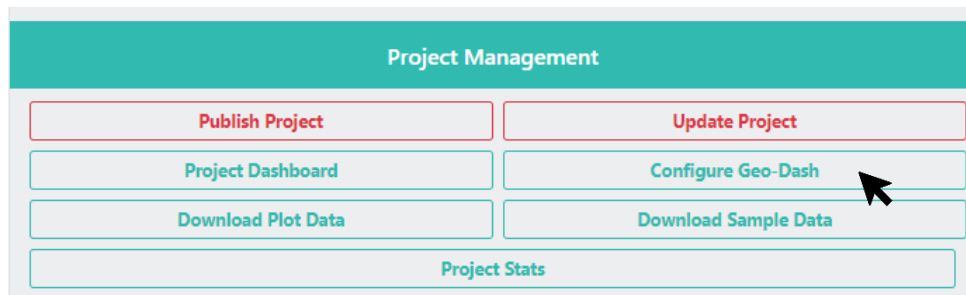 Project Management
Publish Project
Update Project
Project Dashboard
Configure Geo-Dash
Download Plot Data
Download Sample Data
Project Stats